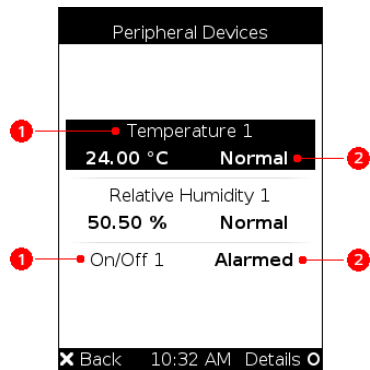 Peripheral Devices
1 Temperature 1
24.00 °C Normal 2
Relative Humidity 1
50.50 % Normal
1 On/Off 1 Alarmed 2
Back 10:32 AM Details